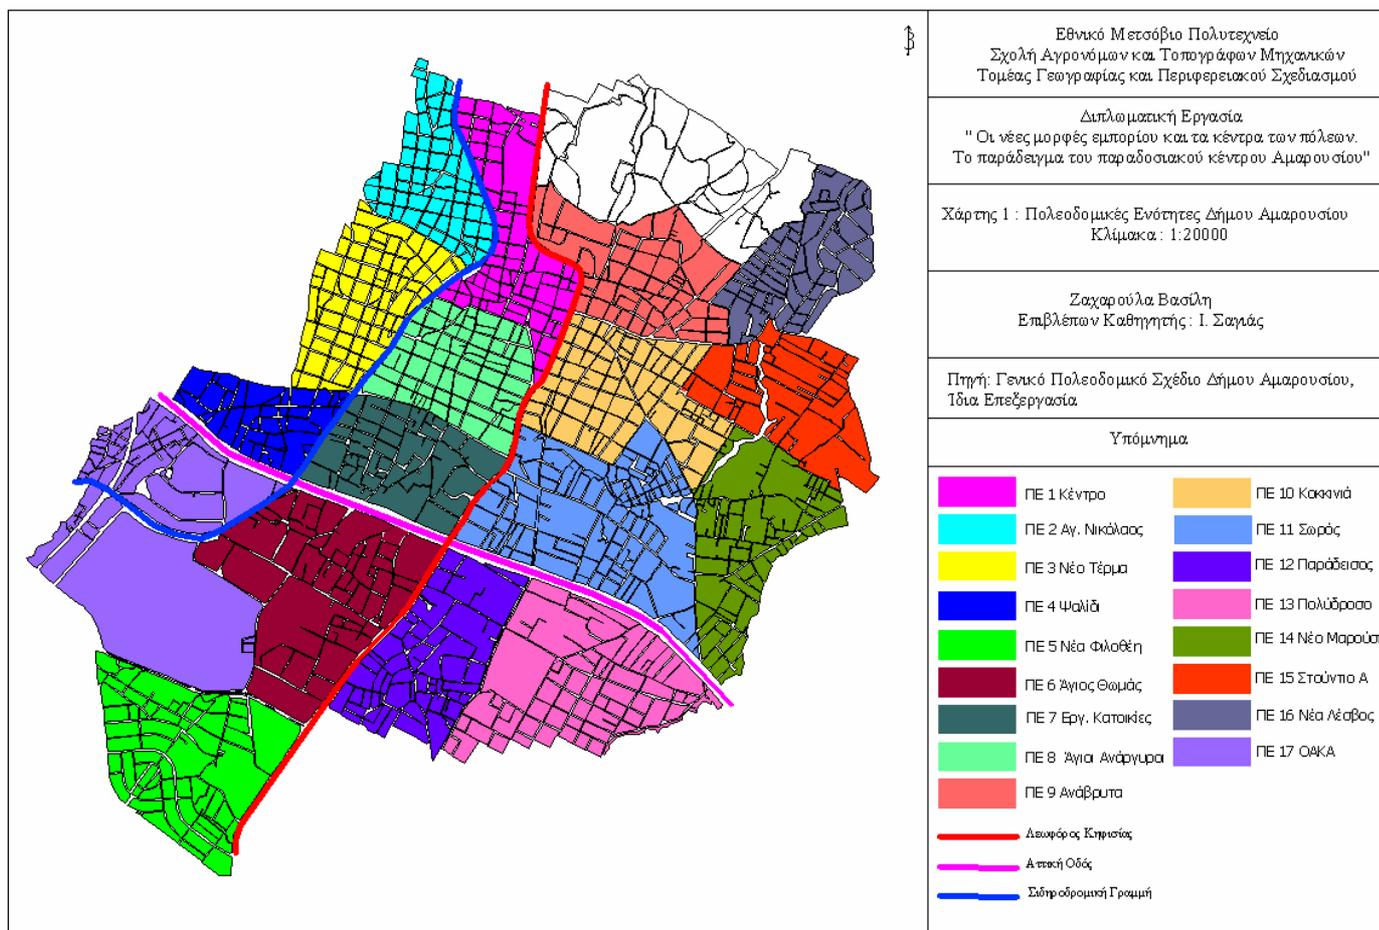 Εθνικό Μετσόβιο Πολυτεχνείο
Σχολή Αγρονόμων και Τοπογράφων Μηχανικών
Τομέας Γεωγραφίας και Περιφερειακού Σχεδιασμού
Διπλωματική Εργασία
" Οι νέες μορφές εμπορίου και τα κέντρα των πόλεων.
Το παράδειγμα του παραδοσιακού κέντρου Αμαρουσίου"
Χάρτης 1 : Πολεοδομικές Ενότητες Δήμου Αμαρουσίου
Κλίμακα : 1:20000
Ζαχαρούλα Βασίλη
Επιβλέπων Καθηγητής : Ι. Σαγιάς
Πηγή: Γενικό Πολεοδομικό Σχέδιο Δήμου Αμαρουσίου,
Ίδια Επεξεργασία
Υπόμνημα
ΠΕ 1 Κέντρο
ΠΕ 2 Αγ. Νικόλαος
ΠΕ 3 Νέο Τέρμα
ΠΕ 4 Ψαλίδι
ΠΕ 5 Νέα Φιλοθέη
ΠΕ 6 Άγιος Θωμάς
ΠΕ 7 Εργ. Κατοικίες
ΠΕ 8 Άγιοι Ανάργυροι
ΠΕ 9 Ανάβρυτα
ΠΕ 10 Κοκκινιά
ΠΕ 11 Σωρός
ΠΕ 12 Παράδεισος
ΠΕ 13 Πολύδροσο
ΠΕ 14 Νέο Μαρούσι
ΠΕ 15 Στούντιο Α
ΠΕ 16 Νέα Λέσβος
ΠΕ 17 ΟΑΚΑ
Λεωφόρος Κηφισίας
Αττική Οδός
Σιδηροδρομική Γραμμή